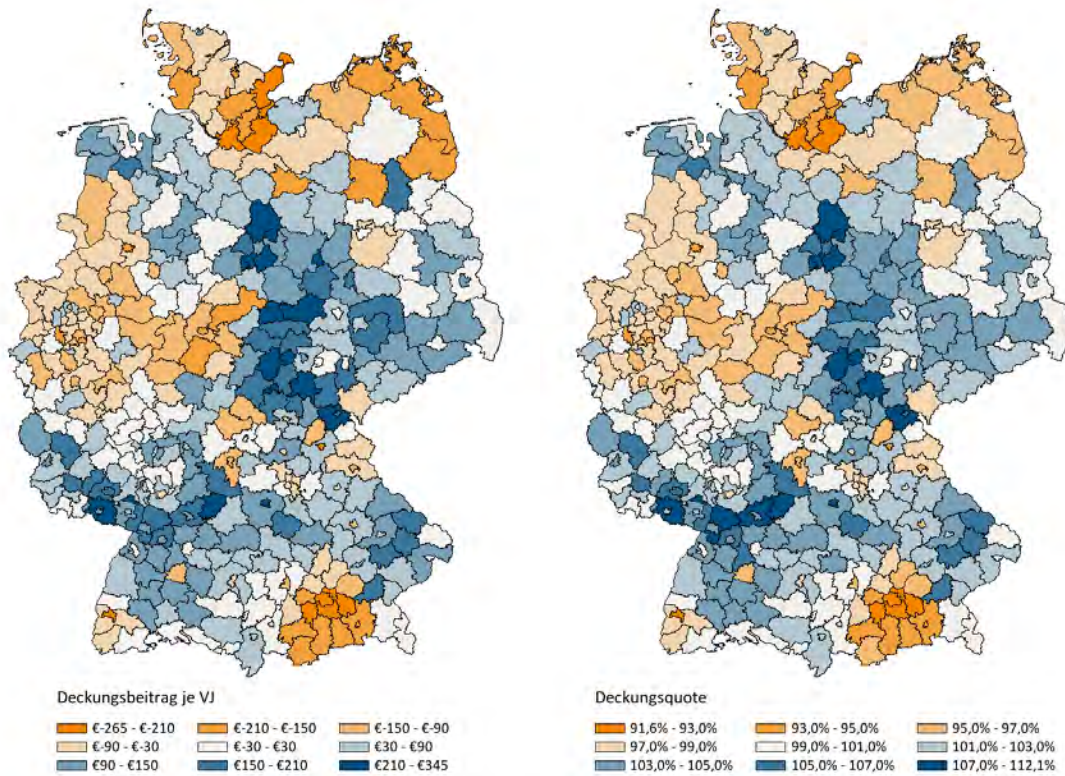 Deckungsbeitrag je VJ
€-265 - €-210
€-210 - €-150
€-150 - €-90
€-90 - €-30
€-30 - €30
€30 - €90
€90 - €150
€150 - €210
€210 - €345
Deckungsquote
91,6% - 93,0%
93,0% - 95,0%
95,0% - 97,0%
97,0% - 99,0%
99,0% - 101,0%
101,0% - 103,0%
103,0% - 105,0%
105,0% - 107,0%
107,0% - 112,1%